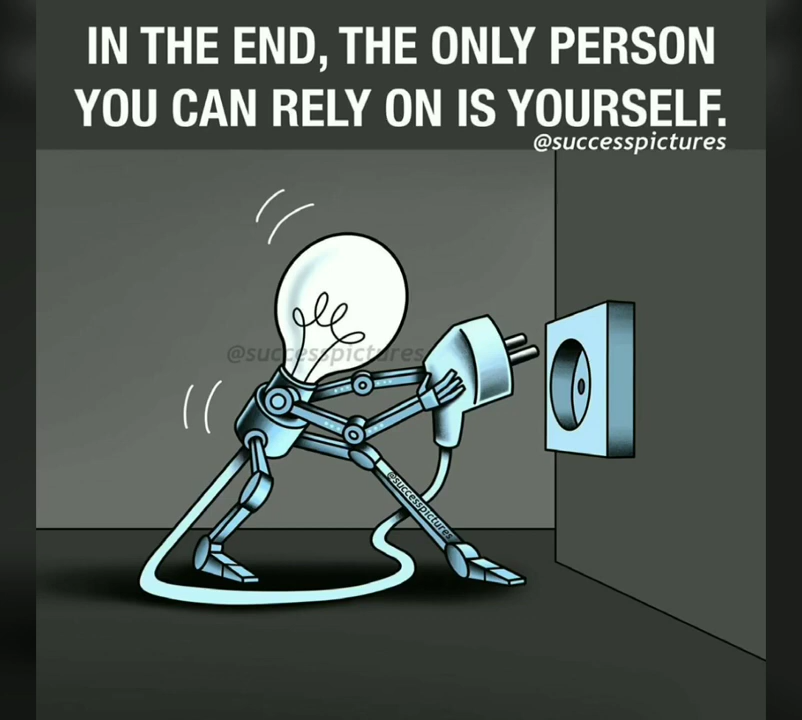 IN THE END, THE ONLY PERSON
YOU CAN RELY ON IS YOURSELF.
@successpictures
@successpictures
@successpictures